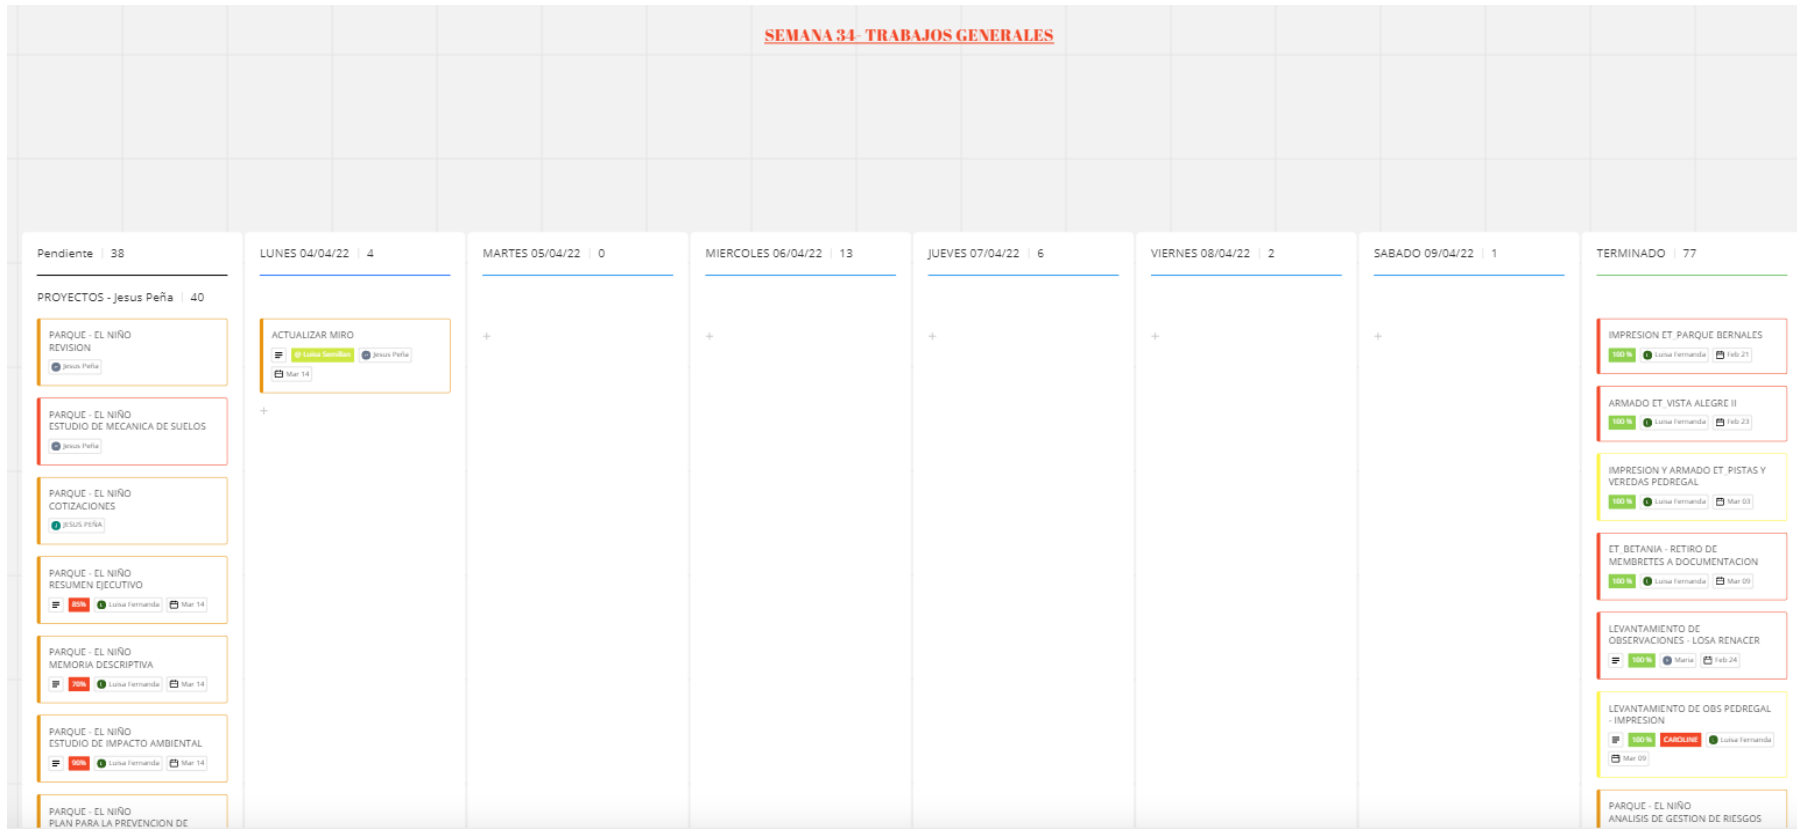 SEMANA 34- TRABAJOS GENERALES
Pendiente | 38
PROYECTOS - Jesus Peña | 40
PARQUE - EL NIÑO
REVISION
Jesus Peña
PARQUE - EL NIÑO
ESTUDIO DE MECANICA DE SUELOS
Jesus Peña
PARQUE - EL NIÑO
COTIZACIONES
JESUS PEÑA
PARQUE - EL NIÑO
RESUMEN EJECUTIVO
85% Luisa Fernanda Mar 14
PARQUE - EL NIÑO
MEMORIA DESCRIPTIVA
70% Luisa Fernanda Mar 14
PARQUE - EL NIÑO
ESTUDIO DE IMPACTO AMBIENTAL
90% Luisa Fernanda Mar 14
PARQUE - EL NIÑO
PLAN PARA LA PREVENCION DE
LUNES 04/04/22 | 4
ACTUALIZAR MIRO
@ Luisa Semillan Jesus Peña
Mar 14
+
MARTES 05/04/22 | 0
+
MIERCOLES 06/04/22 | 13
+
JUEVES 07/04/22 | 6
+
VIERNES 08/04/22 | 2
+
SABADO 09/04/22 | 1
+
TERMINADO | 77
IMPRESION ET_PARQUE BERNALES
100 % Luisa Fernanda Feb 21
ARMADO ET_VISTA ALEGRE II
100 % Luisa Fernanda Feb 23
IMPRESION Y ARMADO ET_PISTAS Y
VEREDAS PEDREGAL
100 % Luisa Fernanda Mar 03
ET_BETANIA - RETIRO DE
MEMBRETES A DOCUMENTACION
100 % Luisa Fernanda Mar 09
LEVANTAMIENTO DE
OBSERVACIONES - LOSA RENACER
100 % Maria Feb 24
LEVANTAMIENTO DE OBS PEDREGAL
- IMPRESION
100 % CAROLINE Luisa Fernanda
Mar 09
PARQUE - EL NIÑO
ANALISIS DE GESTION DE RIESGOS